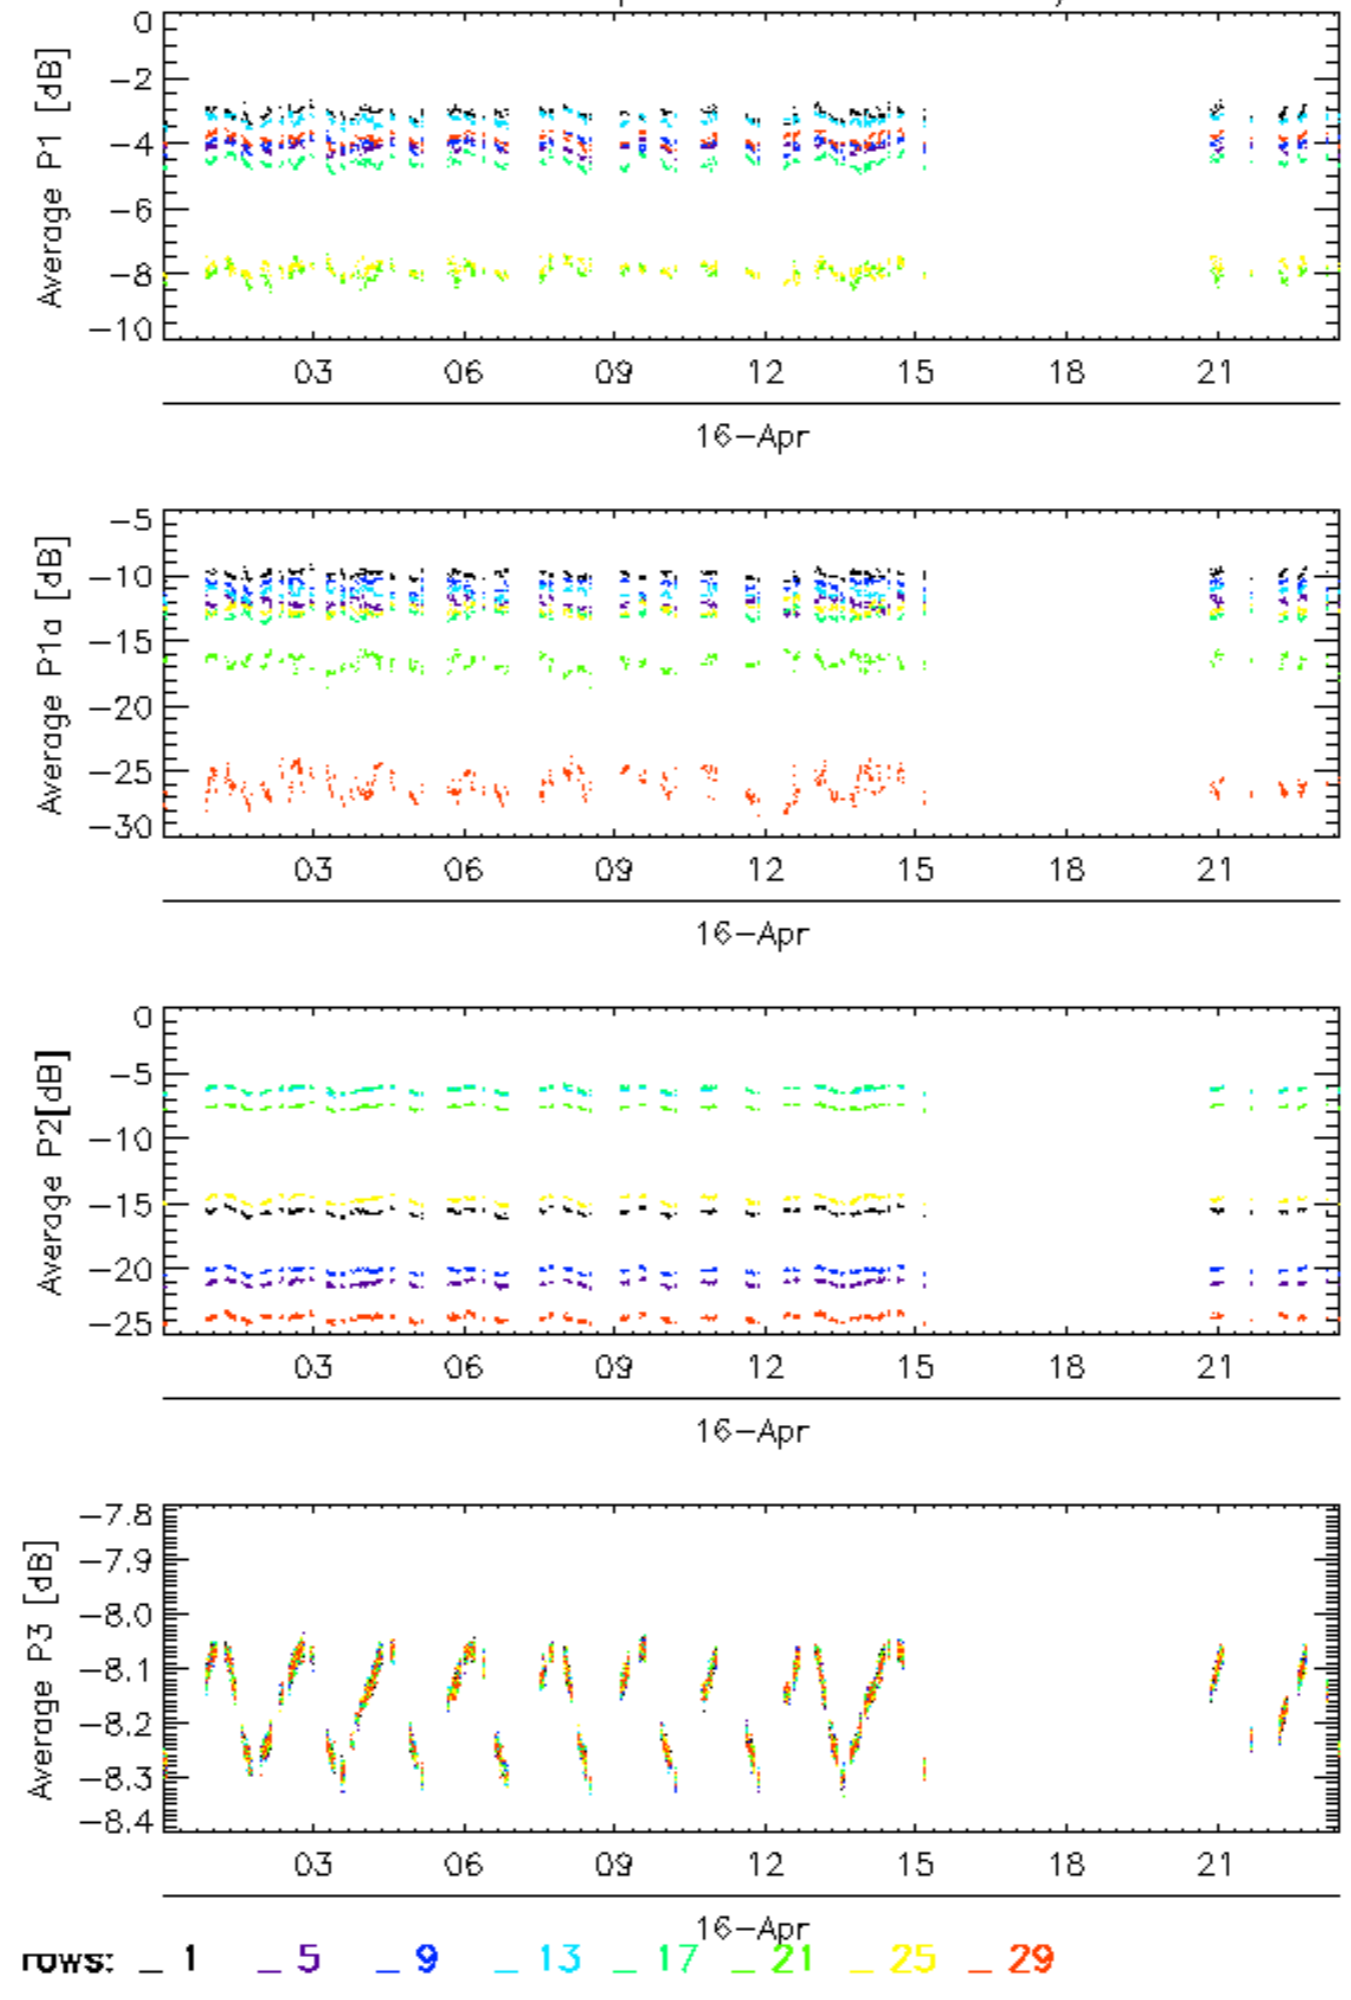 Average P1 [dB]
0
−2
−4
−6
−8
−10
03 06 09 12 15 18 21
16−Apr
Average P1a [dB]
−5
−10
−15
−20
−25
−30
03 06 09 12 15 18 21
16−Apr
Average P2[dB]
0
−5
−10
−15
−20
−25
03 06 09 12 15 18 21
16−Apr
Average P3 [dB]
−7.8
−7.9
−8.0
−8.1
−8.2
−8.3
−8.4
03 06 09 12 15 18 21
16−Apr
rows: _ 1 _ 5 _ 9 _ 13 _ 17 _ 21 _ 25 _ 29